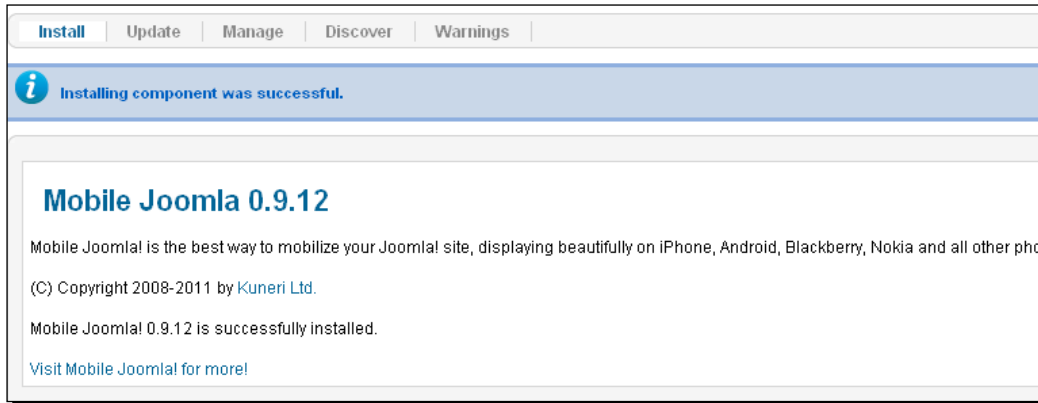 Install Update Manage Discover Warnings
i Installing component was successful.
Mobile Joomla 0.9.12
Mobile Joomla! is the best way to mobilize your Joomla! site, displaying beautifully on iPhone, Android, Blackberry, Nokia and all other
(C) Copyright 2008-2011 by Kuneri Ltd.
Mobile Joomla! 0.9.12 is successfully installed.
Visit Mobile Joomla! for more!